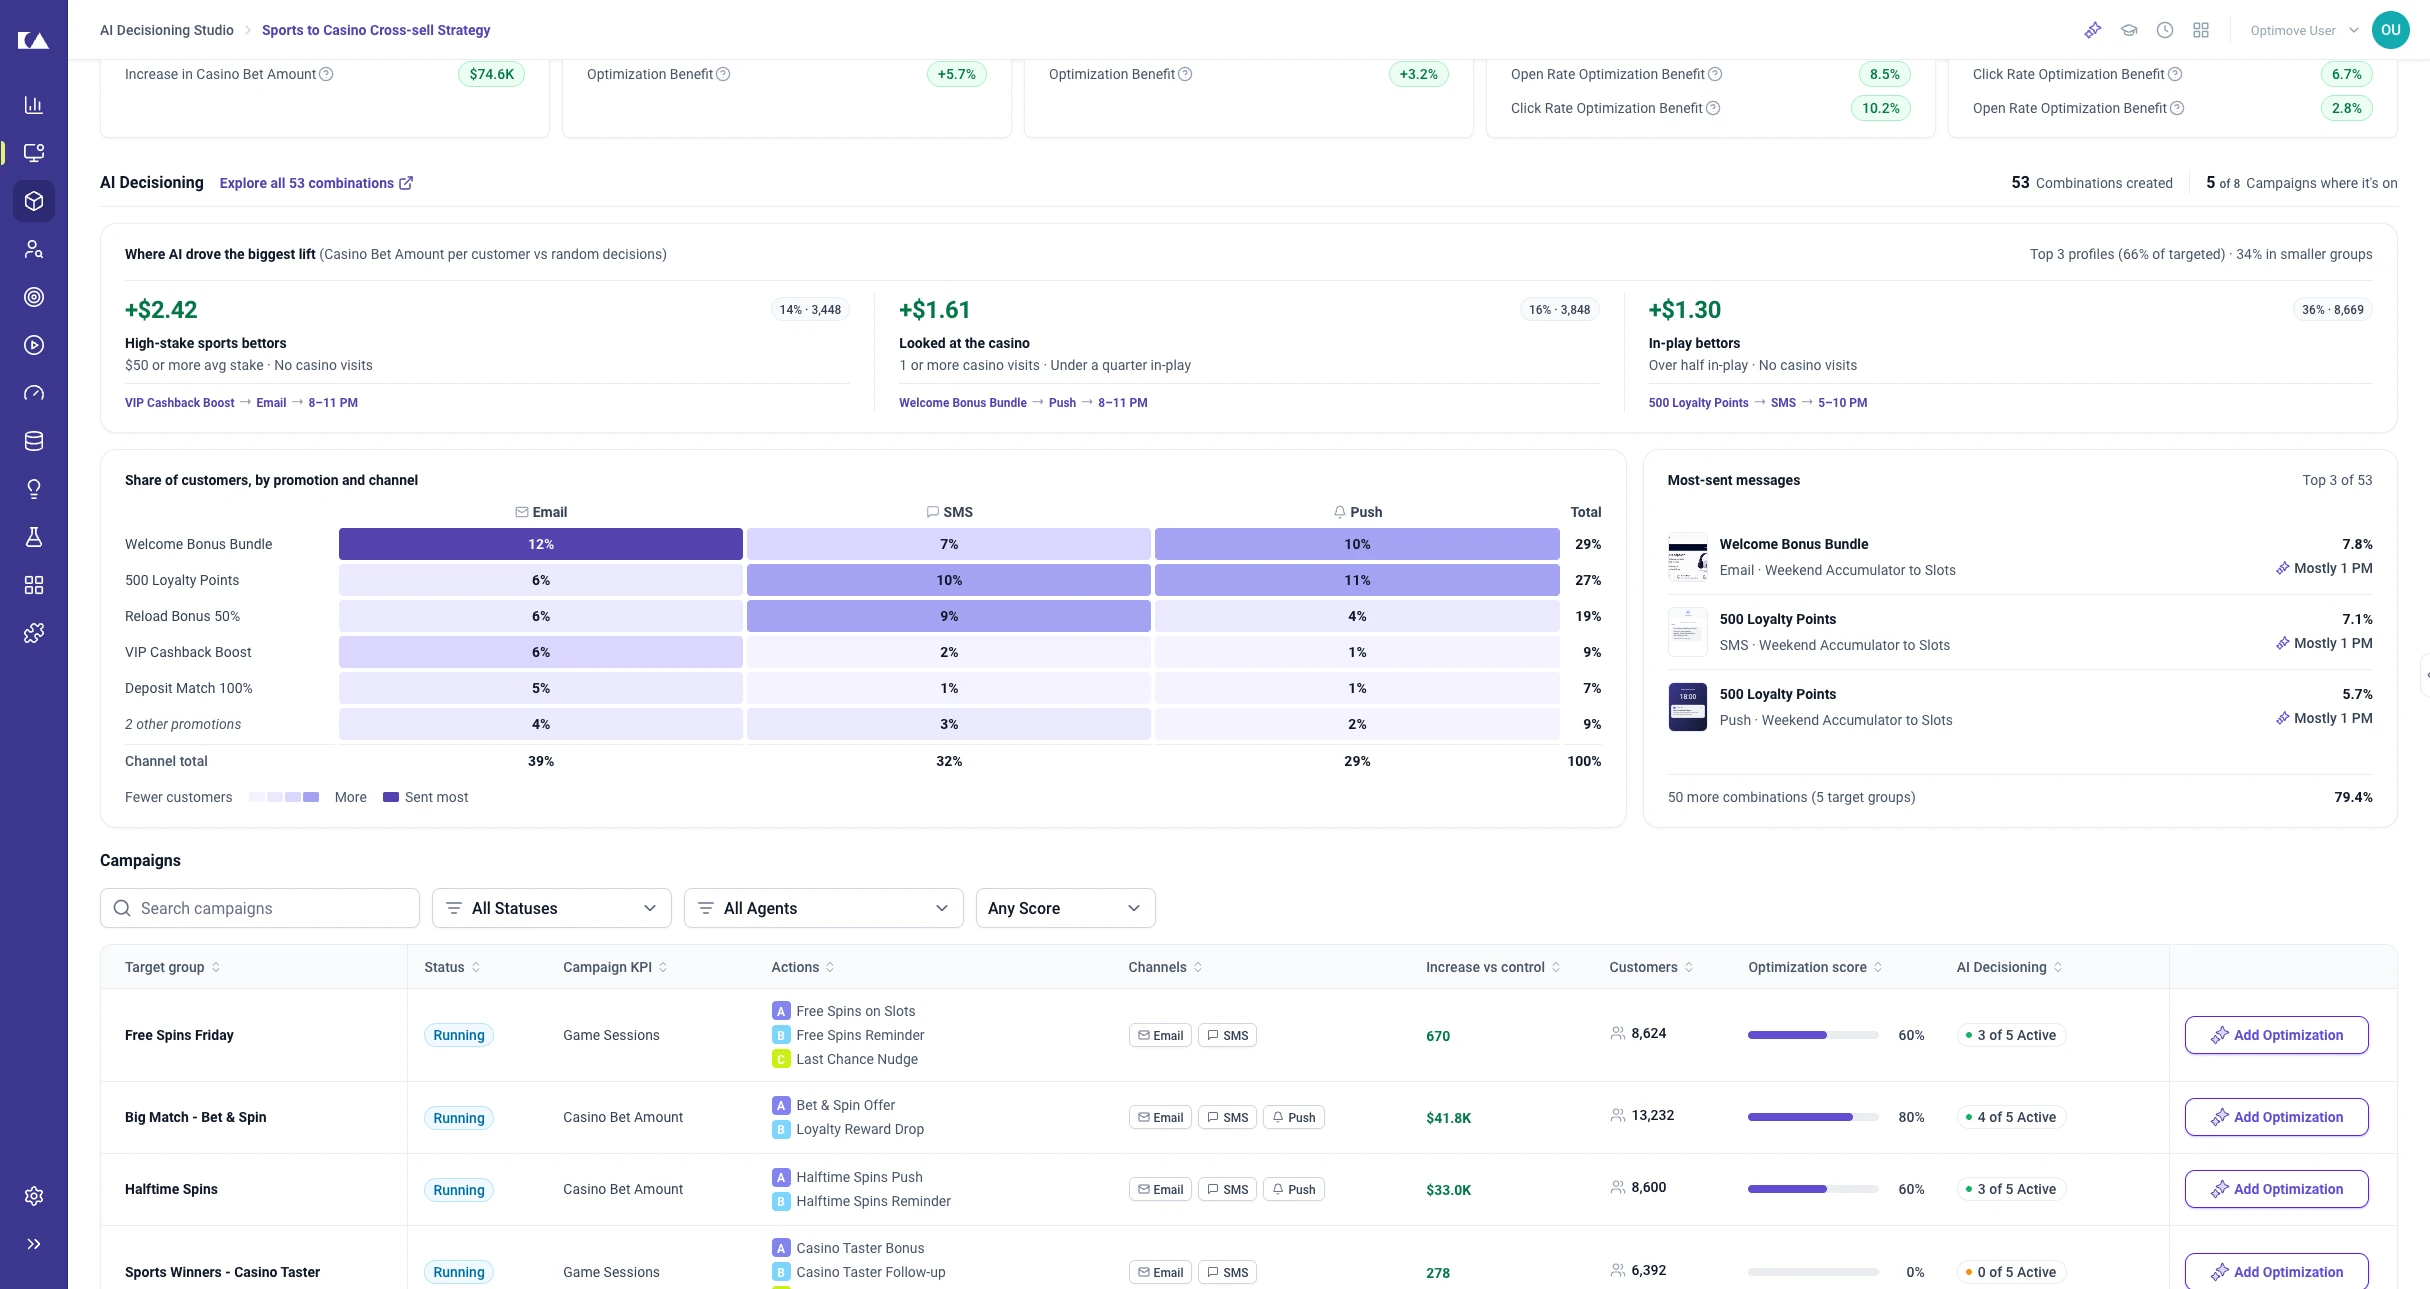 AI Decisioning Studio > Sports to Casino Cross-sell Strategy
Optimove User
OU
Increase in Casino Bet Amount $74.6K
Optimization Benefit +5.7%
Optimization Benefit +3.2%
Open Rate Optimization Benefit 8.5%
Click Rate Optimization Benefit 10.2%
Click Rate Optimization Benefit 6.7%
Open Rate Optimization Benefit 2.8%
AI Decisioning Explore all 53 combinations
53 Combinations created
5 of 8 Campaigns where it's on
Where AI drove the biggest lift (Casino Bet Amount per customer vs random decisions)
Top 3 profiles (66% of targeted) · 34% in smaller groups
+$2.42 14% · 3,448
High-stake sports bettors
$50 or more avg stake · No casino visits
VIP Cashback Boost → Email → 8–11 PM
+$1.61 16% · 3,848
Looked at the casino
1 or more casino visits · Under a quarter in-play
Welcome Bonus Bundle → Push → 8–11 PM
+$1.30 36% · 8,669
In-play bettors
Over half in-play · No casino visits
500 Loyalty Points → SMS → 5–10 PM
Share of customers, by promotion and channel
Email SMS Push Total
Welcome Bonus Bundle 12% 7% 10% 29%
500 Loyalty Points 6% 10% 11% 27%
Reload Bonus 50% 6% 9% 4% 19%
VIP Cashback Boost 6% 2% 1% 9%
Deposit Match 100% 5% 1% 1% 7%
2 other promotions 4% 3% 2% 9%
Channel total 39% 32% 29% 100%
Fewer customers More Sent most
Most-sent messages Top 3 of 53
Welcome Bonus Bundle 7.8%
Email · Weekend Accumulator to Slots Mostly 1 PM
500 Loyalty Points 7.1%
SMS · Weekend Accumulator to Slots Mostly 1 PM
18:00
500 Loyalty Points 5.7%
Push · Weekend Accumulator to Slots Mostly 1 PM
50 more combinations (5 target groups) 79.4%
Campaigns
Search campaigns
All Statuses
All Agents
Any Score
Target group Status Campaign KPI Actions Channels Increase vs control Customers Optimization score AI Decisioning
Free Spins Friday Running Game Sessions
A Free Spins on Slots
B Free Spins Reminder
C Last Chance Nudge
Email SMS 670 8,624 60% 3 of 5 Active Add Optimization
Big Match - Bet & Spin Running Casino Bet Amount
A Bet & Spin Offer
B Loyalty Reward Drop
Email SMS Push $41.8K 13,232 80% 4 of 5 Active Add Optimization
Halftime Spins Running Casino Bet Amount
A Halftime Spins Push
B Halftime Spins Reminder
Email SMS Push $33.0K 8,600 60% 3 of 5 Active Add Optimization
Sports Winners - Casino Taster Running Game Sessions
A Casino Taster Bonus
B Casino Taster Follow-up
Email SMS 278 6,392 0% 0 of 5 Active Add Optimization